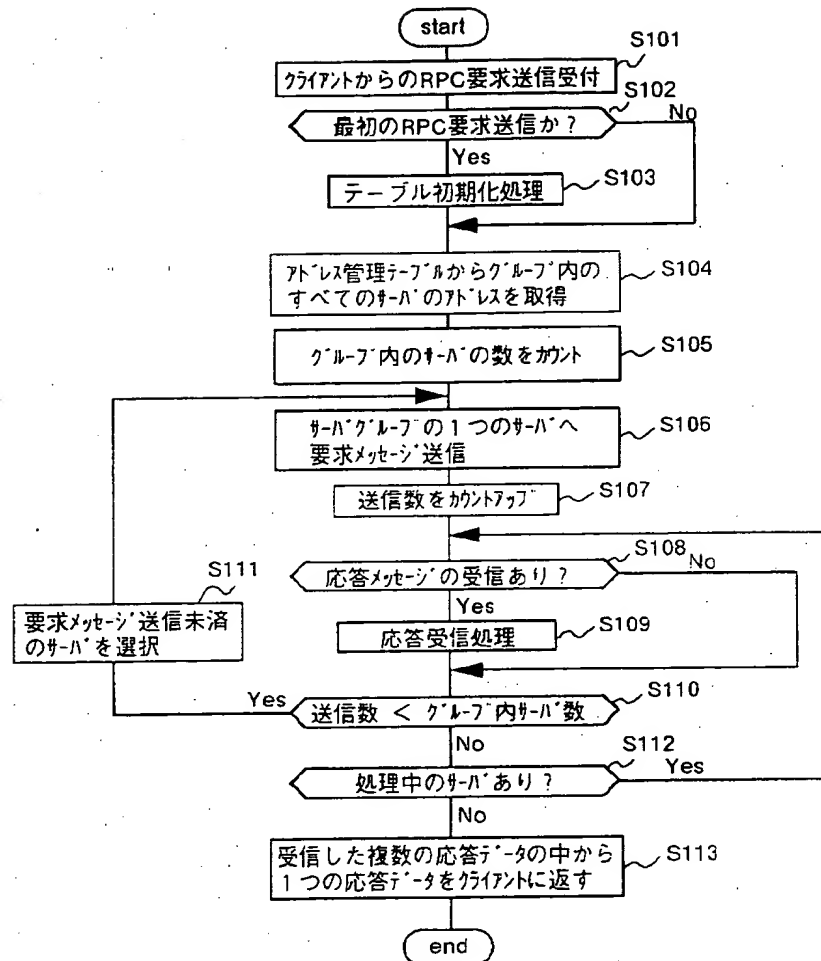 start
S101
クライアントからのRPC要求送信受付
S102
最初のRPC要求送信か?
No
Yes
テーブル初期化処理
S103
アドレス管理テーブルからグループ内の
すべてのサーバのアドレスを取得
S104
グループ内のサーバの数をカウント
S105
サーバグループの1つのサーバへ
要求メッセージ送信
S106
送信数をカウントアップ
S107
S108
応答メッセージの受信あり?
No
Yes
応答受信処理
S109
S111
要求メッセージ送信未済
のサーバを選択
S110
送信数 < グループ内サーバ数
Yes
No
S112
処理中のサーバあり?
Yes
No
受信した複数の応答データの中から
1つの応答データをクライアントに返す
S113
end